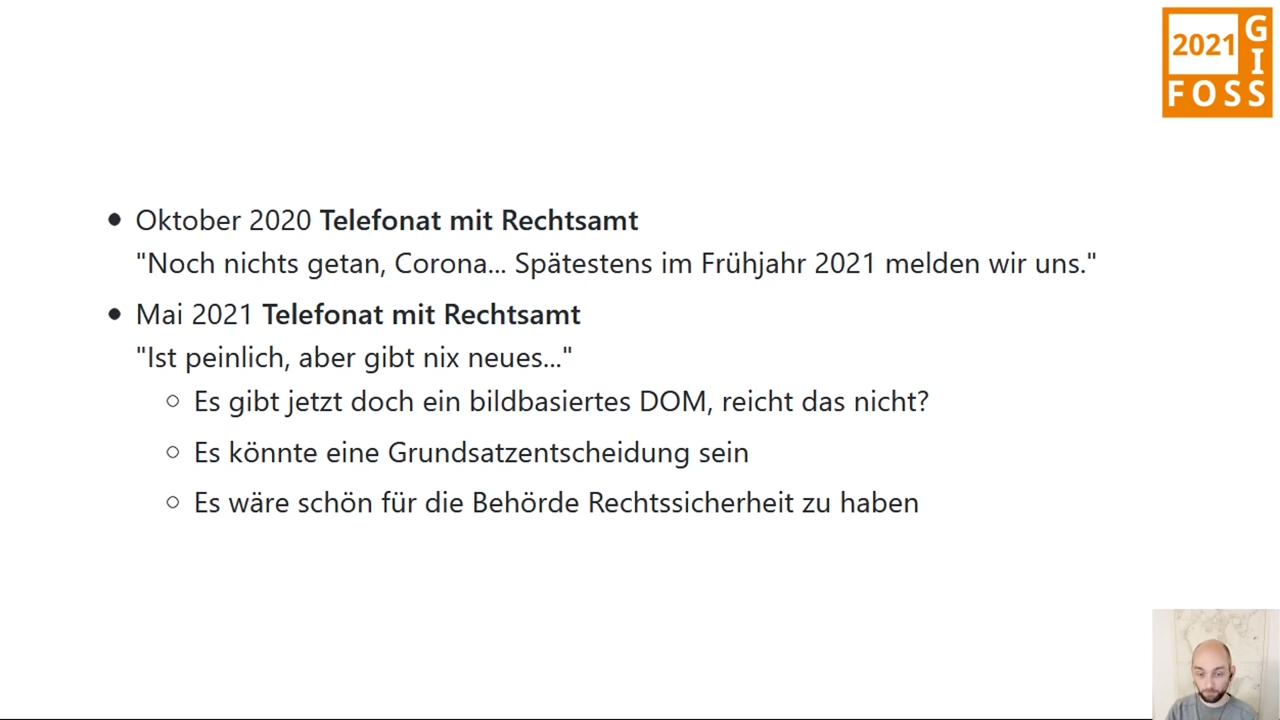 2021 G
I
FOSS
Oktober 2020 Telefonat mit Rechtsamt
"Noch nichts getan, Corona... Spätestens im Frühjahr 2021 melden wir uns."
Mai 2021 Telefonat mit Rechtsamt
"Ist peinlich, aber gibt nix neues..."
Es gibt jetzt doch ein bildbasiertes DOM, reicht das nicht?
Es könnte eine Grundsatzentscheidung sein
Es wäre schön für die Behörde Rechtssicherheit zu haben